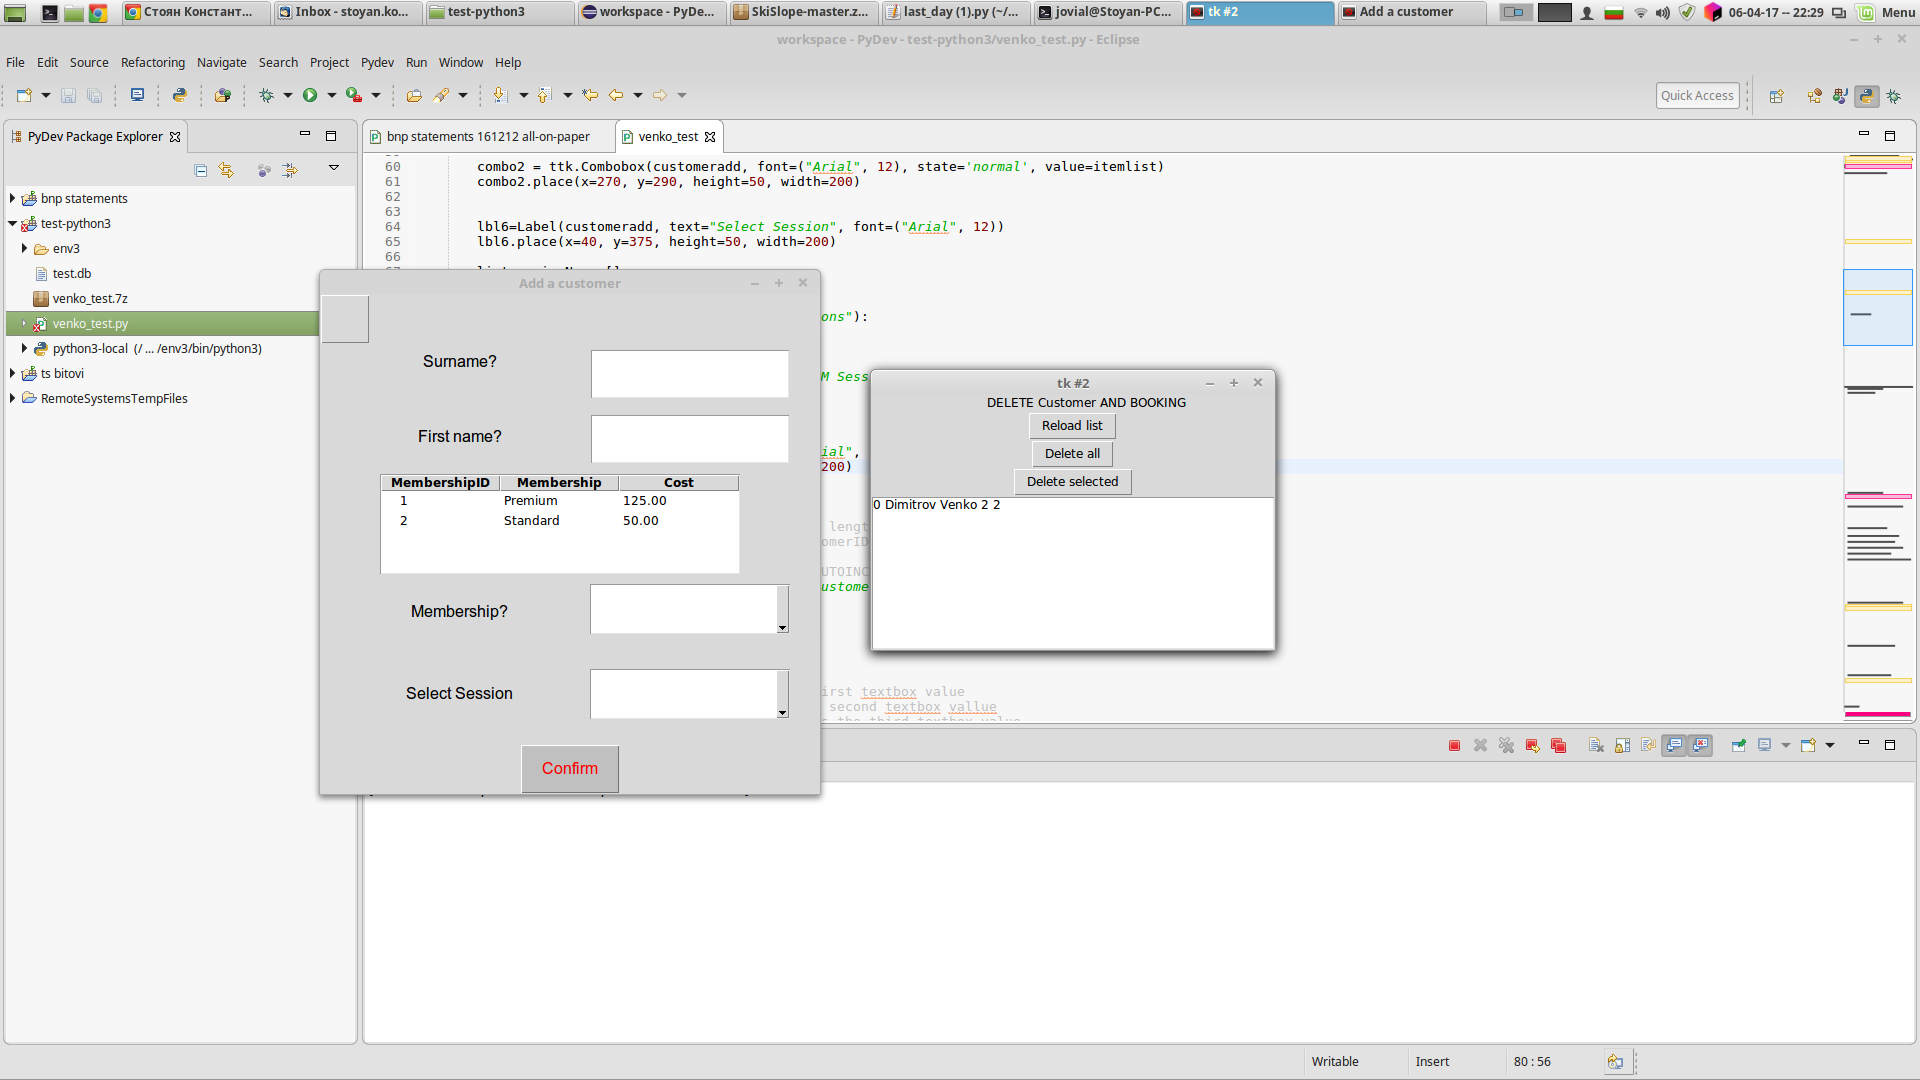 Стоян Констант...
Inbox - stoyan.ko...
test-python3
workspace - PyDe...
SkiSlope-master.z...
last_day (1).py (~/...
jovial@Stoyan-PC...
tk #2
Add a customer
06-04-17 -- 22:29
Menu
workspace - PyDev - test-python3/venko_test.py - Eclipse
File Edit Source Refactoring Navigate Search Project Pydev Run Window Help
Quick Access
PyDev Package Explorer
bnp statements
test-python3
env3
test.db
venko_test.7z
venko_test.py
python3-local (/ ... /env3/bin/python3)
ts bitovi
RemoteSystemsTempFiles
bnp statements 161212 all-on-paper
venko_test
60 combo2 = ttk.Combobox(customeradd, font=("Arial", 12), state='normal', value=itemlist)
61 combo2.place(x=270, y=290, height=50, width=200)
62
63
64 lbl6=Label(customeradd, text="Select Session", font=("Arial", 12))
65 lbl6.place(x=40, y=375, height=50, width=200)
66
ons"):
M Sess
ial",
200)
lengt
omerID
UTOINC
ustome
irst textbox value
second textbox vallue
s the third textbox value
Add a customer
Surname?
First name?
MembershipID Membership Cost
1 Premium 125.00
2 Standard 50.00
Membership?
Select Session
Confirm
tk #2
DELETE Customer AND BOOKING
Reload list
Delete all
Delete selected
0 Dimitrov Venko 2 2
Writable
Insert
80 : 56